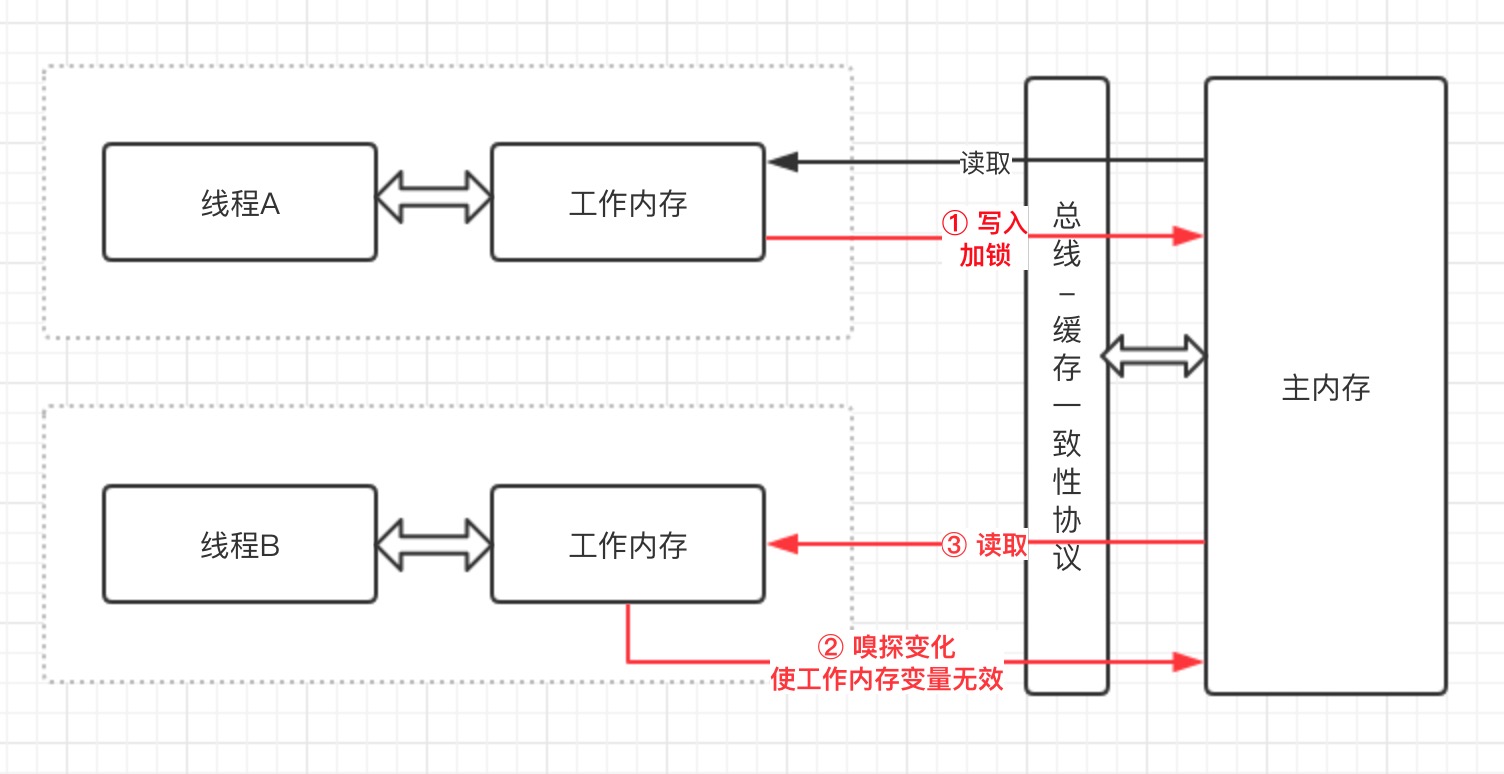 线程A
工作内存
读取
① 写入
加锁
总线-缓存一致性协议
主内存
线程B
工作内存
③ 读取
② 嗅探变化
使工作内存变量无效